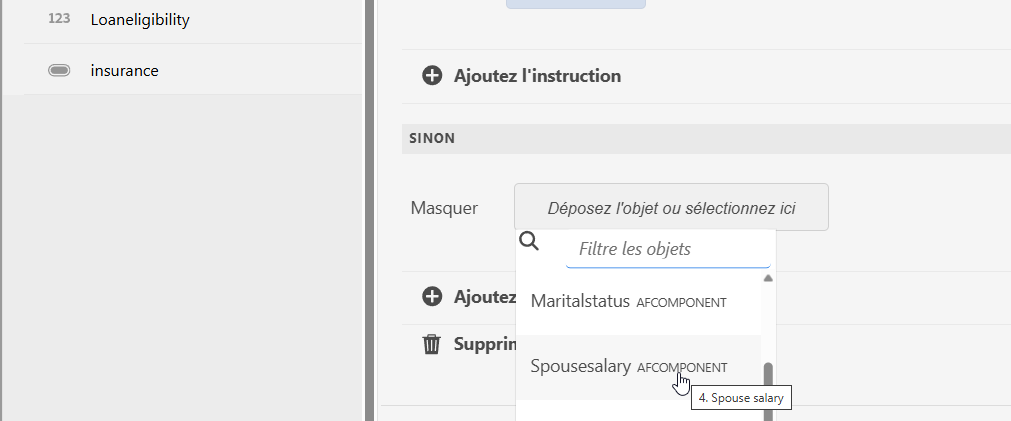 123 Loaneligibility
insurance
Ajoutez l'instruction
SINON
Masquer Déposez l'objet ou sélectionnez ici
Filtre les objets
Ajoutez
Maritalstatus AFCOMPONENT
Supprim
Spousesalary AFCOMPONENT
4. Spouse salary